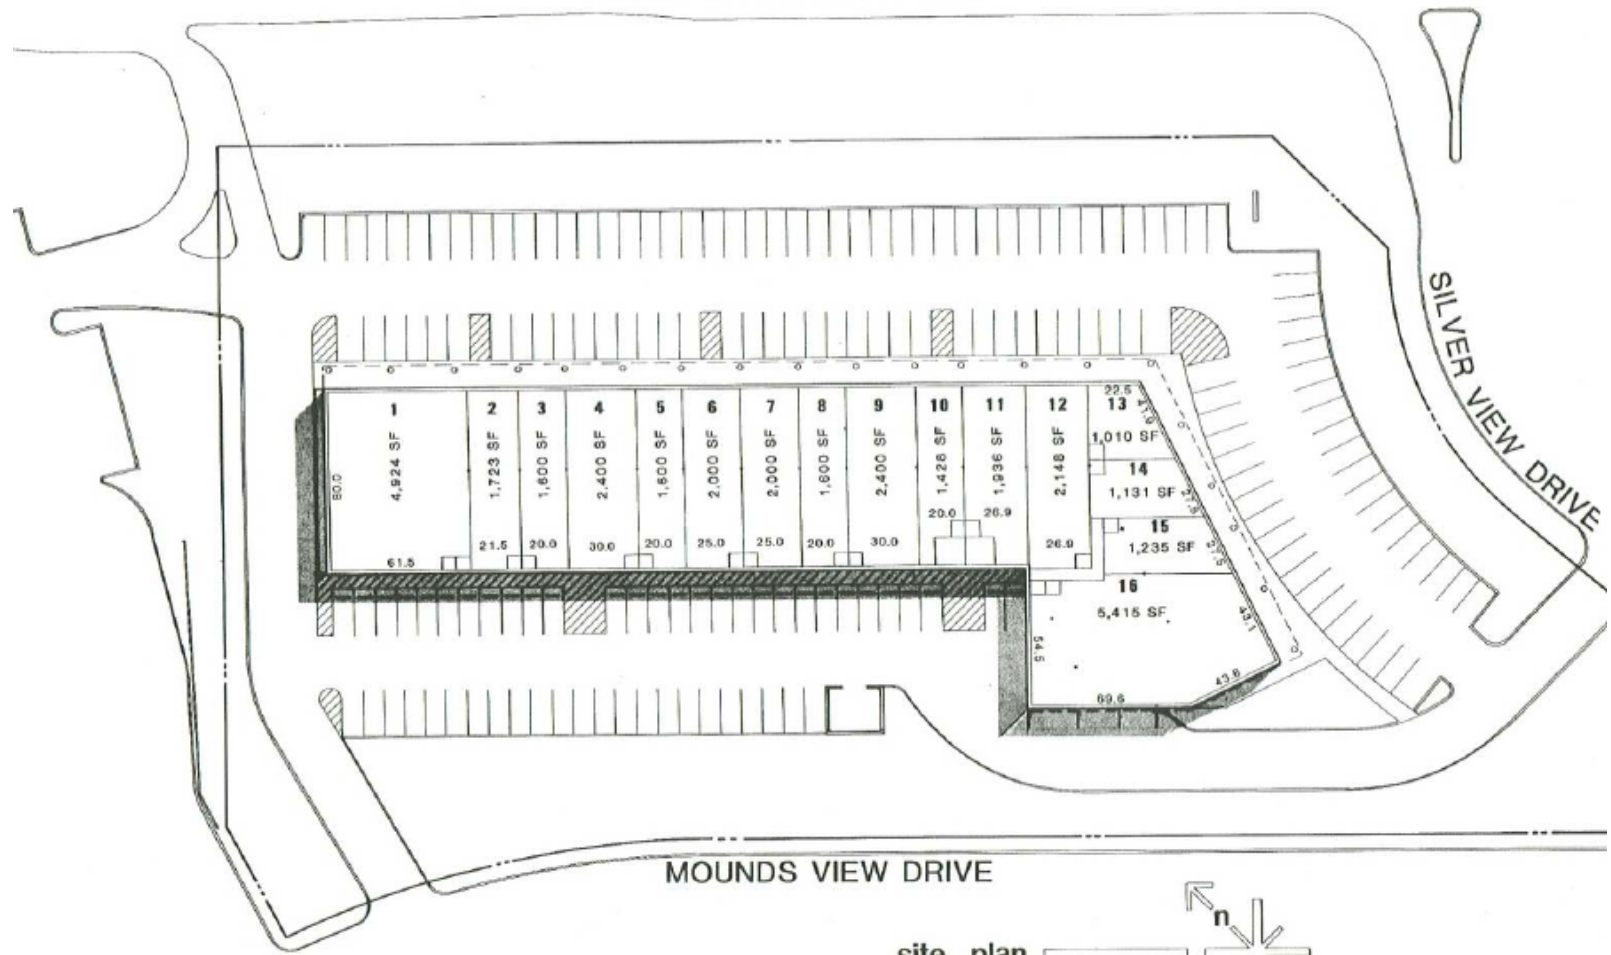 SILVER VIEW DRIVE
1
4,924 SF
80.0
61.5
2
1,723 SF
21.5
3
1,600 SF
20.0
4
2,400 SF
30.0
5
1,600 SF
20.0
6
2,000 SF
25.0
7
2,000 SF
25.0
8
1,600 SF
20.0
9
2,400 SF
30.0
10
1,428 SF
20.0
11
1,936 SF
26.9
12
2,148 SF
26.9
22.5
13
1,010 SF
14
1,131 SF
15
1,235 SF
16
5,415 SF
43.1
54.5
43.8
69.6
MOUNDS VIEW DRIVE
n
site plan